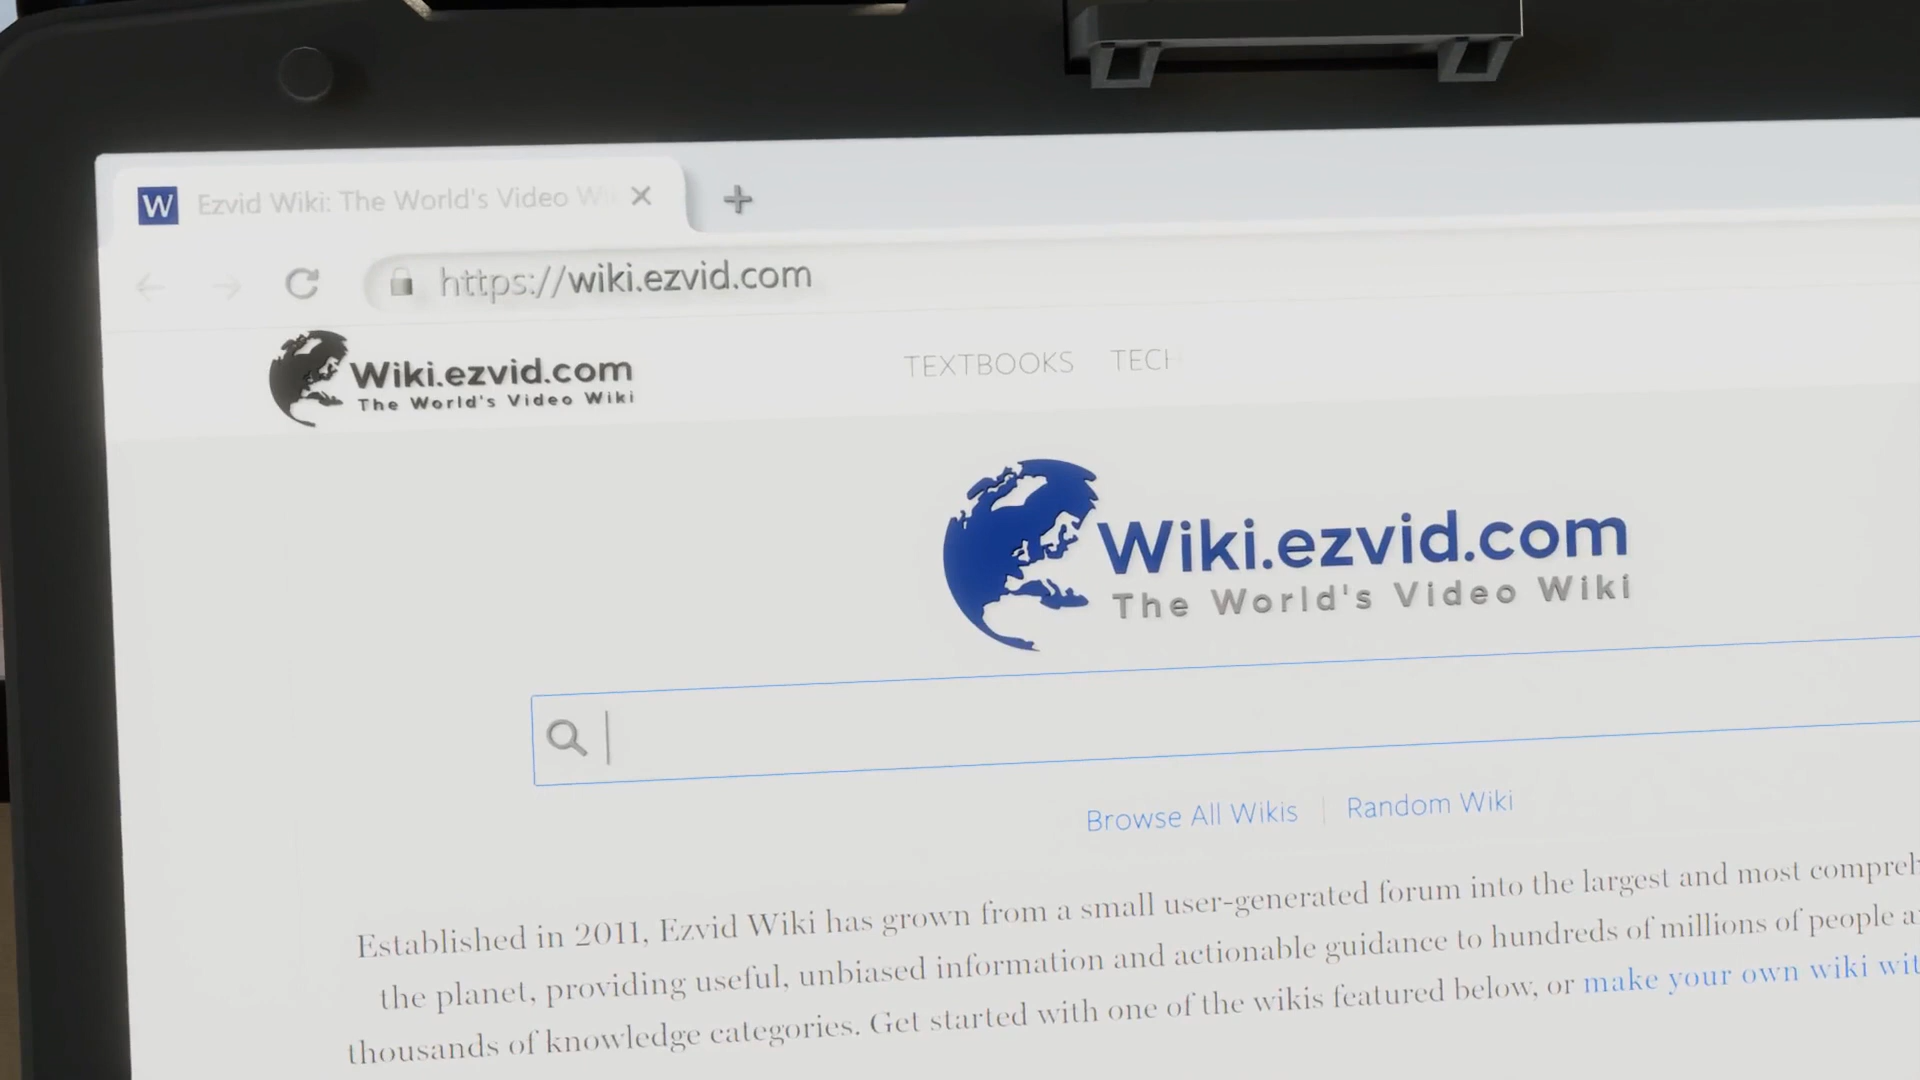 W Ezvid Wiki: The World's Video
https://wiki.ezvid.com
Wiki.ezvid.com
The World's Video Wiki
TEXTBOOKS TECH
Wiki.ezvid.com
The World's Video Wiki
Browse All Wikis | Random Wiki
Established in 2011, Ezvid Wiki has grown from a small user-generated forum into the largest and most
the planet, providing useful, unbiased information and actionable guidance to hundreds of millions of people
thousands of knowledge categories. Get started with one of the wikis featured below, or make your own wiki